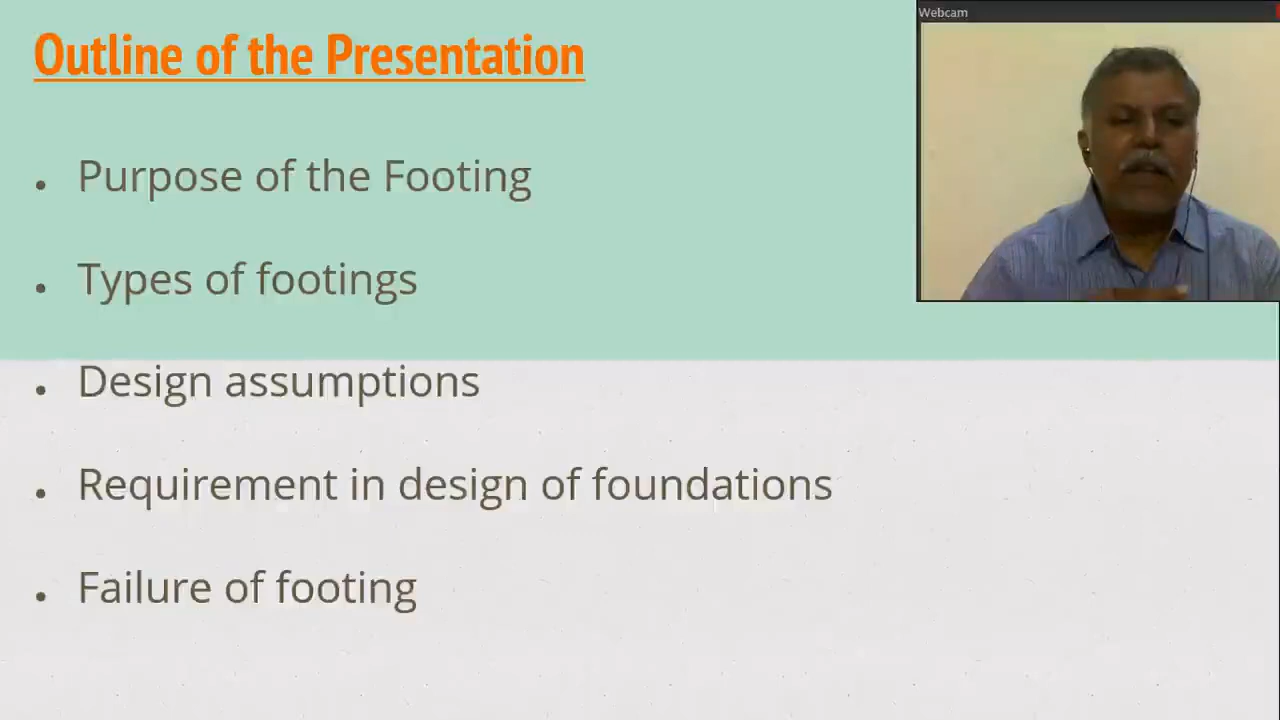 Outline of the Presentation
Webcam
• Purpose of the Footing
• Types of footings
• Design assumptions
• Requirement in design of foundations
• Failure of footing